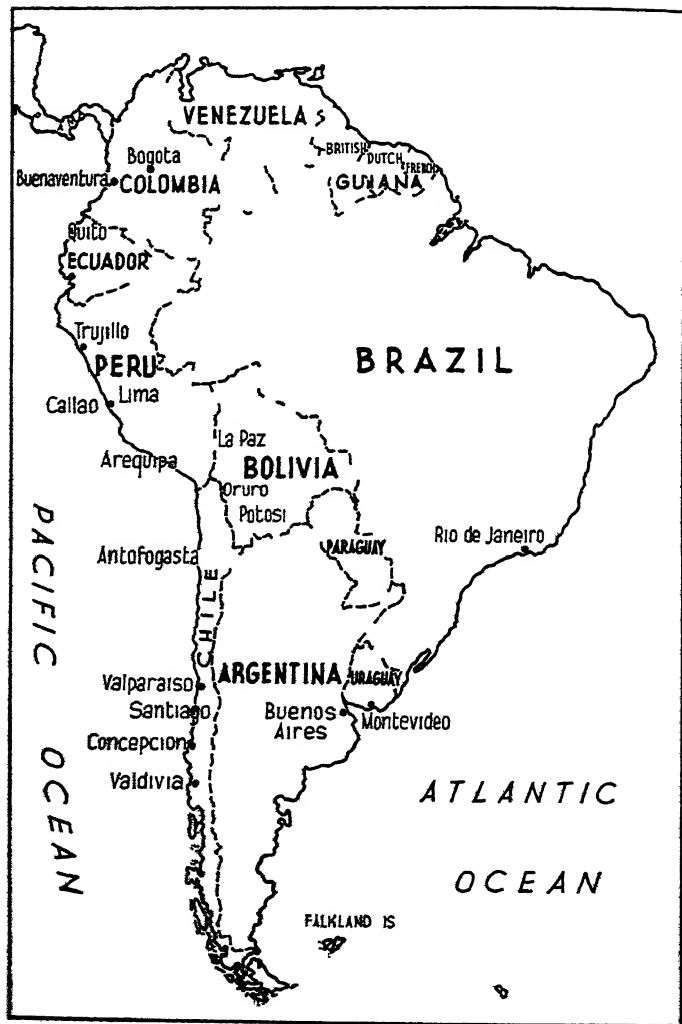 VENEZUELA
BRITISH
DUTCH
FRENCH
GUIANA
Bogota
Buenaventura
COLOMBIA
Quito
ECUADOR
Trujillo
PERU
BRAZIL
Lima
Callao
La Paz
Arequipa
BOLIVIA
Oruro
Potosi
Rio de Janeiro
PARAGUAY
Antofogasta
CHILE
PACIFIC
OCEAN
ARGENTINA
URAGUAY
Valparaiso
Santiago
Buenos
Aires
Montevideo
Concepcion
Valdivia
ATLANTIC
OCEAN
FALKLAND IS